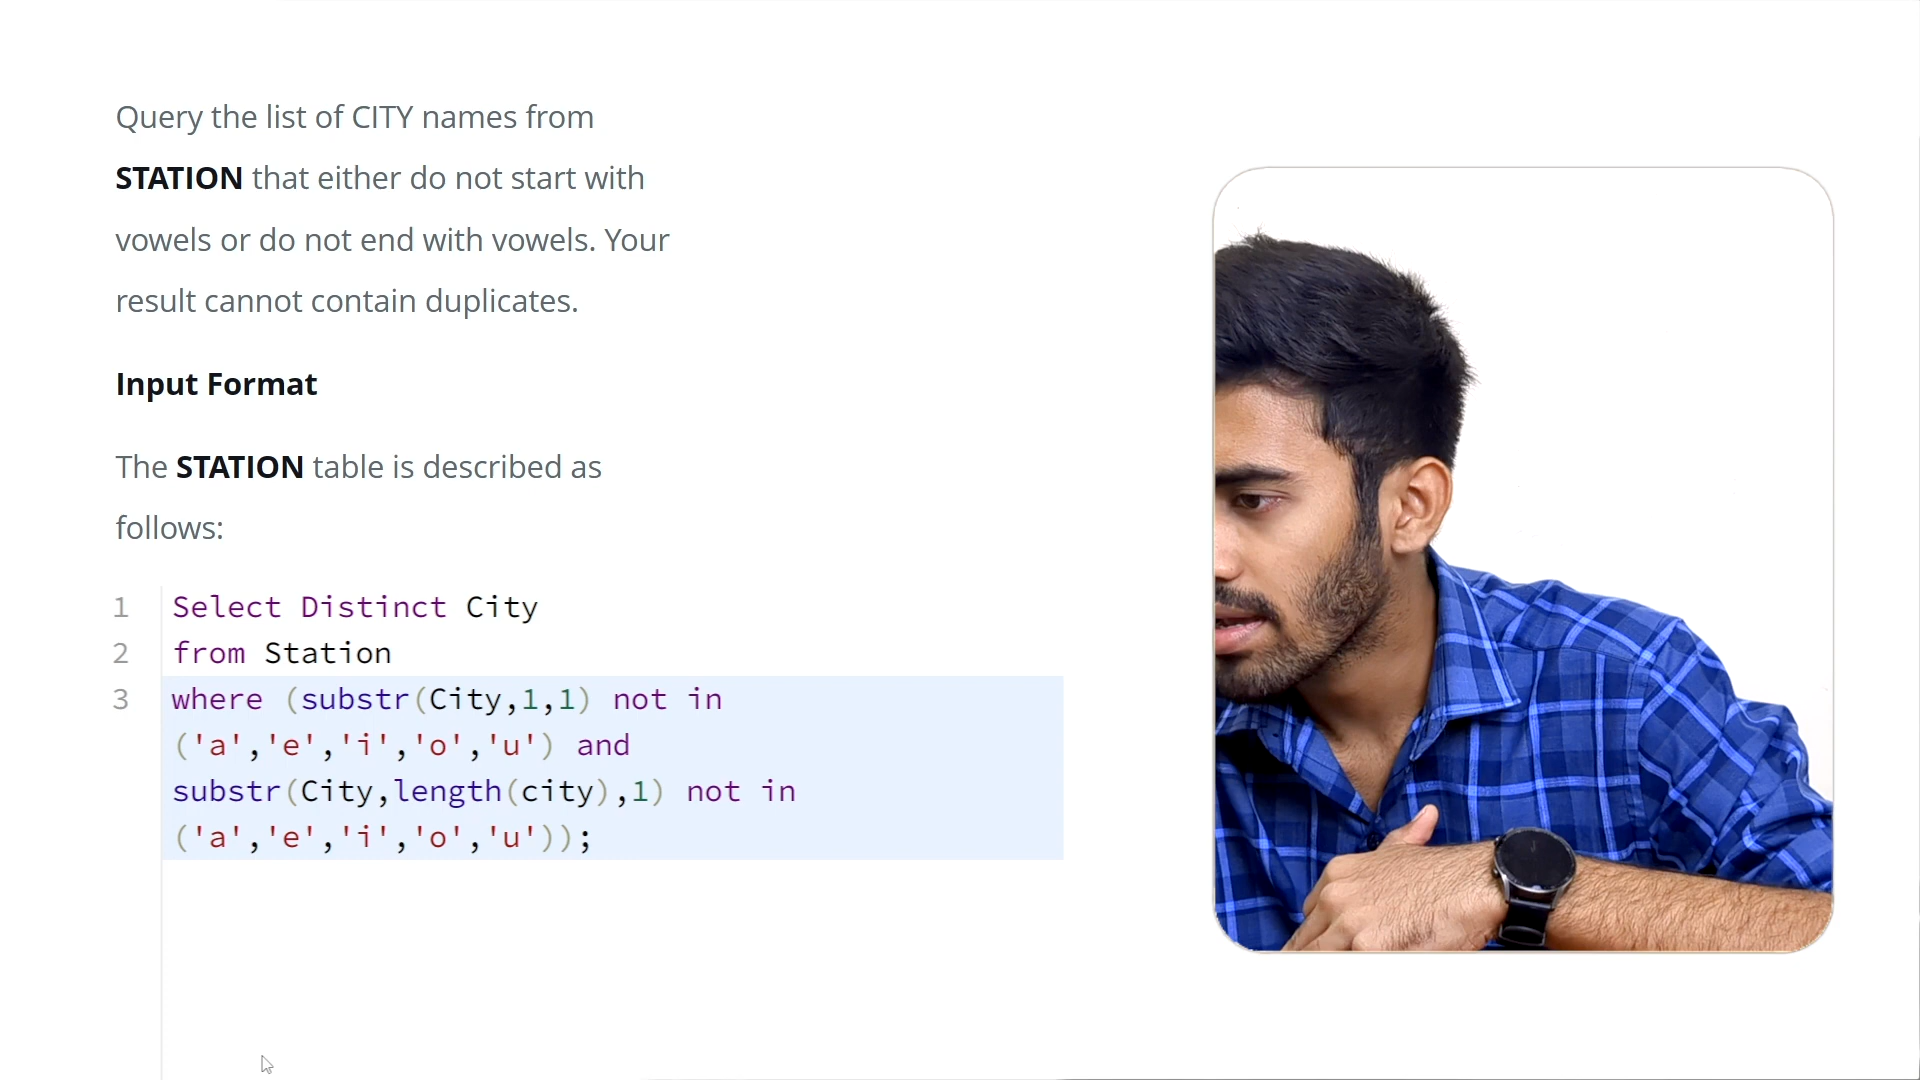 Query the list of CITY names from
STATION that either do not start with
vowels or do not end with vowels. Your
result cannot contain duplicates.
Input Format
The STATION table is described as
follows:
1 Select Distinct City
2 from Station
3 where (substr(City,1,1) not in
('a','e','i','o','u') and
substr(City,length(city),1) not in
('a','e','i','o','u'));